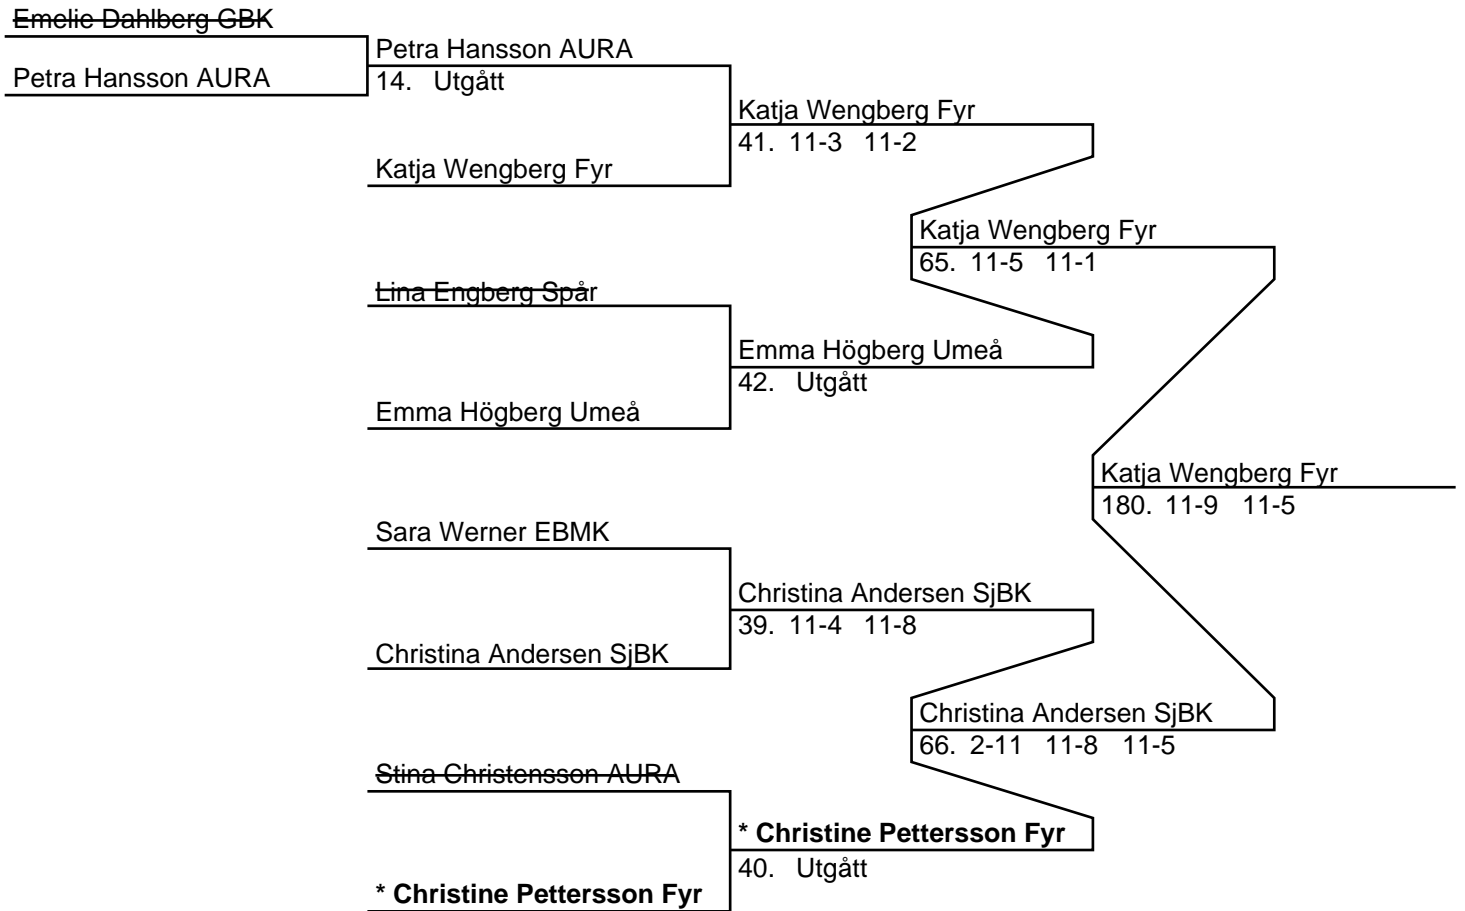 Emelie Dahlberg GBK
Petra Hansson AURA
Petra Hansson AURA
14. Utgått
Katja Wengberg Fyr
41. 11-3 11-2
Katja Wengberg Fyr
Katja Wengberg Fyr
65. 11-5 11-1
Lina Engberg Spår
Emma Högberg Umeå
42. Utgått
Emma Högberg Umeå
Katja Wengberg Fyr
180. 11-9 11-5
Sara Werner EBMK
Christina Andersen SjBK
39. 11-4 11-8
Christina Andersen SjBK
Christina Andersen SjBK
66. 2-11 11-8 11-5
Stina Christensson AURA
* Christine Pettersson Fyr
40. Utgått
* Christine Pettersson Fyr